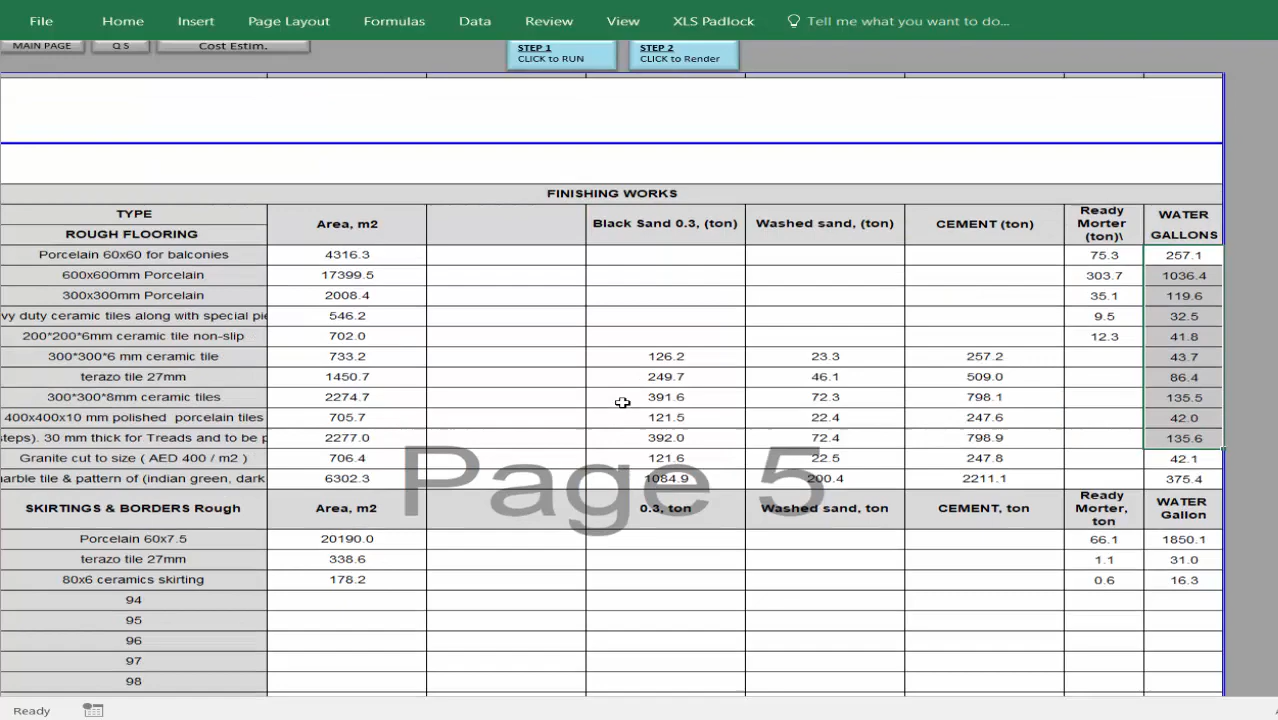 File Home Insert Page Layout Formulas Data Review View XLS Padlock Tell me what you want to do...
MAIN PAGE Q S Cost Estim.
STEP 1
CLICK to RUN
STEP 2
CLICK to Render
FINISHING WORKS
TYPE
ROUGH FLOORING
Area, m2
Black Sand 0.3, (ton)
Washed sand, (ton)
CEMENT (ton)
Ready
Morter
(ton)\
WATER
GALLONS
Porcelain 60x60 for balconies 4316.3 75.3 257.1
600x600mm Porcelain 17399.5 303.7 1036.4
300x300mm Porcelain 2008.4 35.1 119.6
vy duty ceramic tiles along with special pie 546.2 9.5 32.5
200*200*6mm ceramic tile non-slip 702.0 12.3 41.8
300*300*6 mm ceramic tile 733.2 126.2 23.3 257.2 43.7
terazo tile 27mm 1450.7 249.7 46.1 509.0 86.4
300*300*8mm ceramic tiles 2274.7 391.6 72.3 798.1 135.5
400x400x10 mm polished porcelain tiles 705.7 121.5 22.4 247.6 42.0
steps). 30 mm thick for Treads and to be p 2277.0 392.0 72.4 798.9 135.6
Granite cut to size ( AED 400 / m2 ) 706.4 121.6 22.5 247.8 42.1
narble tile & pattern of (indian green, dark 6302.3 1084.9 200.4 2211.1 375.4
Page 5
SKIRTINGS & BORDERS Rough
Area, m2
0.3, ton
Washed sand, ton
CEMENT, ton
Ready
Morter,
ton
WATER
Gallon
Porcelain 60x7.5 20190.0 66.1 1850.1
terazo tile 27mm 338.6 1.1 31.0
80x6 ceramics skirting 178.2 0.6 16.3
94
95
96
97
98
Ready